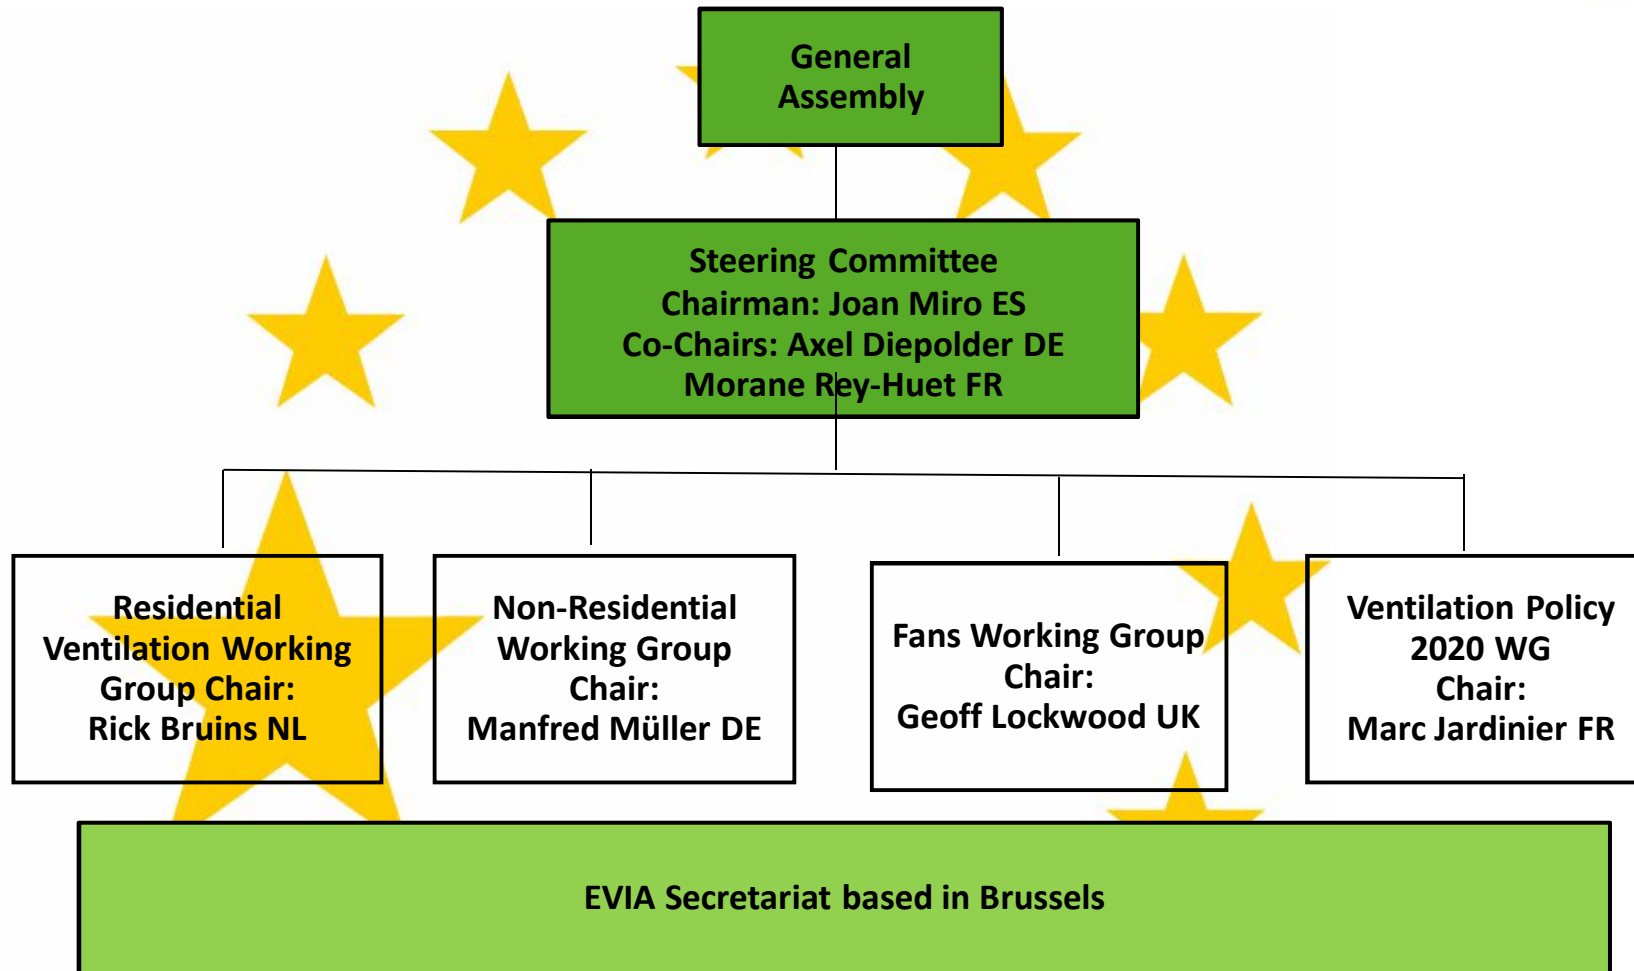 General
Assembly
Steering Committee
Chairman: Joan Miro ES
Co-Chairs: Axel Diepolder DE
Morane Rey-Huet FR
Residential
Ventilation Working
Group Chair:
Rick Bruins NL
Non-Residential
Working Group
Chair:
Manfred Müller DE
Fans Working Group
Chair:
Geoff Lockwood UK
Ventilation Policy
2020 WG
Chair:
Marc Jardinier FR
EVIA Secretariat based in Brussels